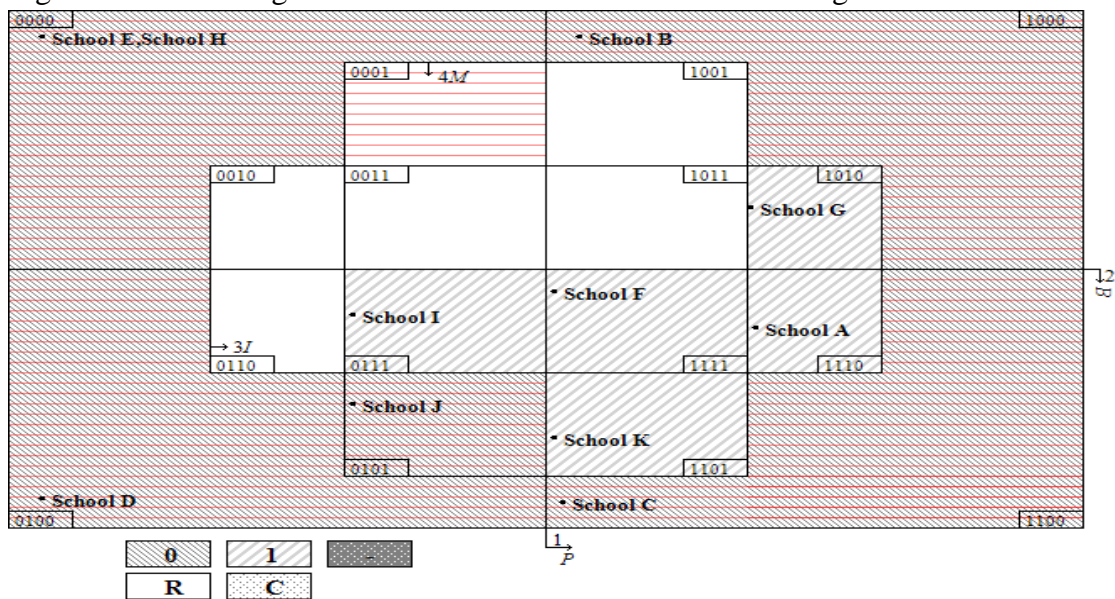 0000
1000
School E,School H
School B
0001
4M
1001
0010
0011
1011
1010
School G
2
B
School F
School I
School A
3I
0110
0111
1111
1110
School J
School K
0101
1101
School D
School C
0100
1100
1
P
0
1
-
R
C